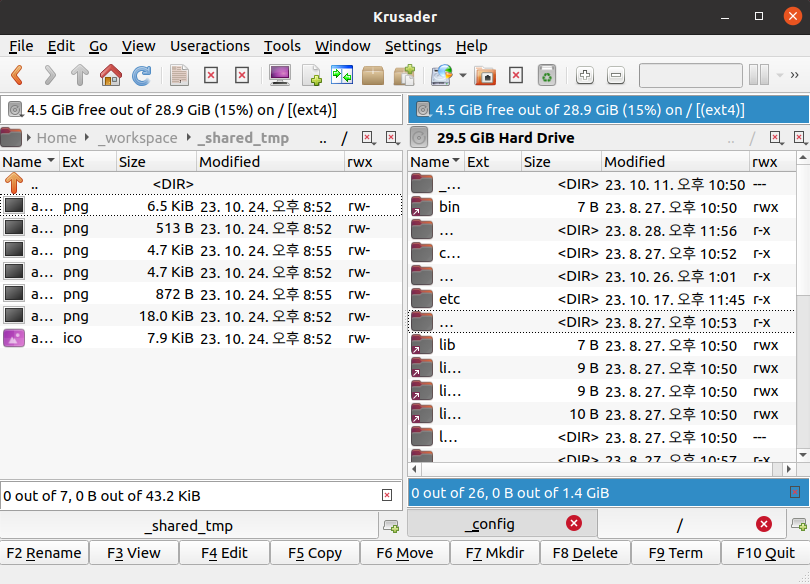 Krusader
File Edit Go View Useractions Tools Window Settings Help
4.5 GiB free out of 28.9 GiB (15%) on / [(ext4)]
Home _workspace _shared_tmp .. /
Name Ext Size Modified rwx
.. <DIR>
a... png 6.5 KiB 23. 10. 24. 오후 8:52 rw-
a... png 513 B 23. 10. 24. 오후 8:52 rw-
a... png 4.7 KiB 23. 10. 24. 오후 8:55 rw-
a... png 4.7 KiB 23. 10. 24. 오후 8:52 rw-
a... png 872 B 23. 10. 24. 오후 8:55 rw-
a... png 18.0 KiB 23. 10. 24. 오후 8:52 rw-
a... ico 7.9 KiB 23. 10. 24. 오후 8:52 rw-
0 out of 7, 0 B out of 43.2 KiB
_shared_tmp
4.5 GiB free out of 28.9 GiB (15%) on / [(ext4)]
29.5 GiB Hard Drive .. /
Name Ext Size Modified rwx
_... <DIR> 23. 10. 11. 오후 10:50 ---
bin 7 B 23. 8. 27. 오후 10:50 rwx
... <DIR> 23. 8. 28. 오후 11:56 r-x
c... <DIR> 23. 8. 27. 오후 10:52 r-x
... <DIR> 23. 10. 26. 오후 1:01 r-x
etc <DIR> 23. 10. 17. 오후 11:45 r-x
... <DIR> 23. 8. 27. 오후 10:53 r-x
lib 7 B 23. 8. 27. 오후 10:50 rwx
li... 9 B 23. 8. 27. 오후 10:50 rwx
li... 9 B 23. 8. 27. 오후 10:50 rwx
li... 10 B 23. 8. 27. 오후 10:50 rwx
l... <DIR> 23. 8. 27. 오후 10:50 ---
<DIR> 23. 8. 27. 오후 10:57 r-x
0 out of 26, 0 B out of 1.4 GiB
_config /
F2 Rename F3 View F4 Edit F5 Copy F6 Move F7 Mkdir F8 Delete F9 Term F10 Quit